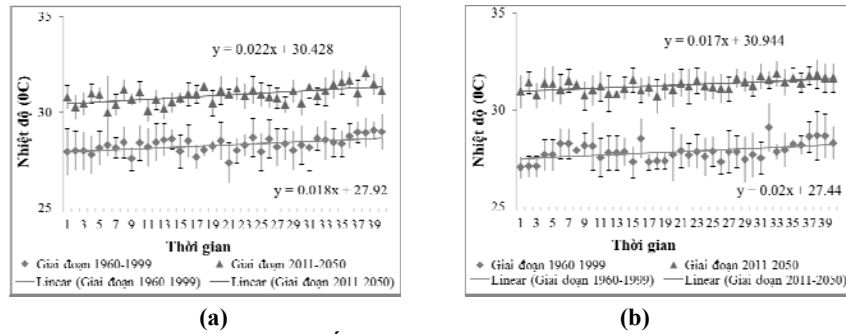 y = 0.022x + 30.428
y = 0.018x + 27.92
Nhiệt độ (0C)
35
30
25
1 3 5 7 9 11 13 15 17 19 21 23 25 27 29 31 33 35 37 39
Thời gian
Giai đoạn 1960-1999
Giai đoạn 2011-2050
Linear (Giai đoạn 1960-1999)
Linear (Giai đoạn 2011-2050)
(a)
y = 0.017x + 30.944
y = 0.02x + 27.44
Nhiệt độ (0C)
35
30
25
1 3 5 7 9 11 13 15 17 19 21 23 25 27 29 31 33 35 37 39
Thời gian
Giai đoạn 1960-1999
Giai đoạn 2011-2050
Linear (Giai đoạn 1960-1999)
Linear (Giai đoạn 2011-2050)
(b)